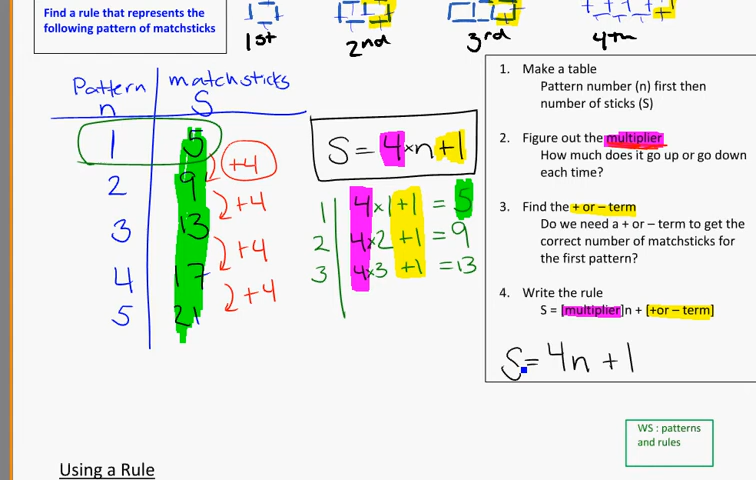 Find a rule that represents the
following pattern of matchsticks
1st
2nd
3rd
4th
Pattern matchsticks
n S
1 5
2 9
3 13
4 17
5 21
+4
+4
+4
+4
S = 4×n+1
1 4×1+1 = 5
2 4×2+1 = 9
3 4×3+1 = 13
1. Make a table
Pattern number (n) first then
number of sticks (S)
2. Figure out the multiplier
How much does it go up or go down
each time?
3. Find the + or – term
Do we need a + or – term to get the
correct number of matchsticks for
the first pattern?
4. Write the rule
S = [multiplier]n + [+or – term]
S= 4n +1
WS : patterns
and rules
Using a Rule